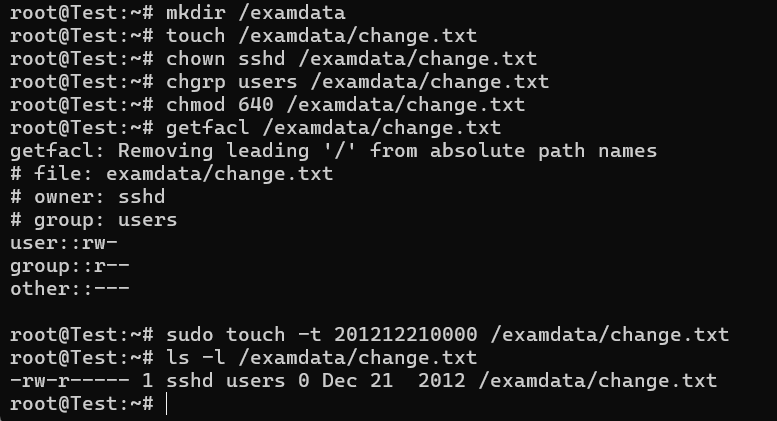 root@Test:~# mkdir /examdata
root@Test:~# touch /examdata/change.txt
root@Test:~# chown sshd /examdata/change.txt
root@Test:~# chgrp users /examdata/change.txt
root@Test:~# chmod 640 /examdata/change.txt
root@Test:~# getfacl /examdata/change.txt
getfacl: Removing leading '/' from absolute path names
# file: examdata/change.txt
# owner: sshd
# group: users
user::rw-
group::r--
other::---

root@Test:~# sudo touch -t 201212210000 /examdata/change.txt
root@Test:~# ls -l /examdata/change.txt
-rw-r----- 1 sshd users 0 Dec 21  2012 /examdata/change.txt
root@Test:~#